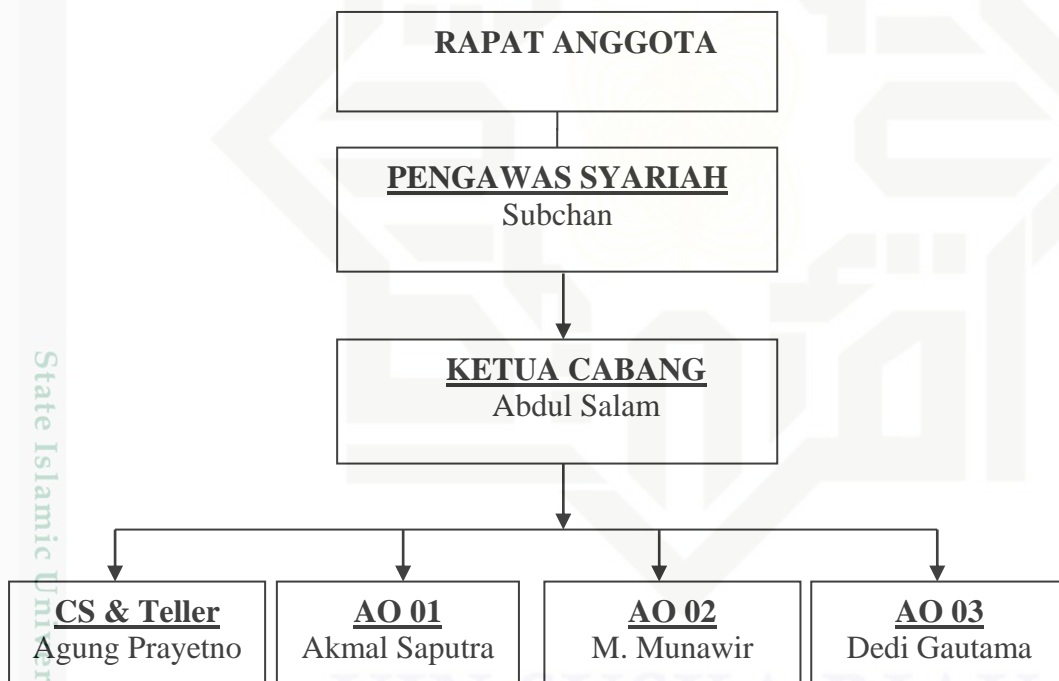 RAPAT ANGGOTA
PENGAWAS SYARIAH
Subchan
KETUA CABANG
Abdul Salam
CS & Teller
Agung Prayetno
AO 01
Akmal Saputra
AO 02
M. Munawir
AO 03
Dedi Gautama
State Islamic Univer